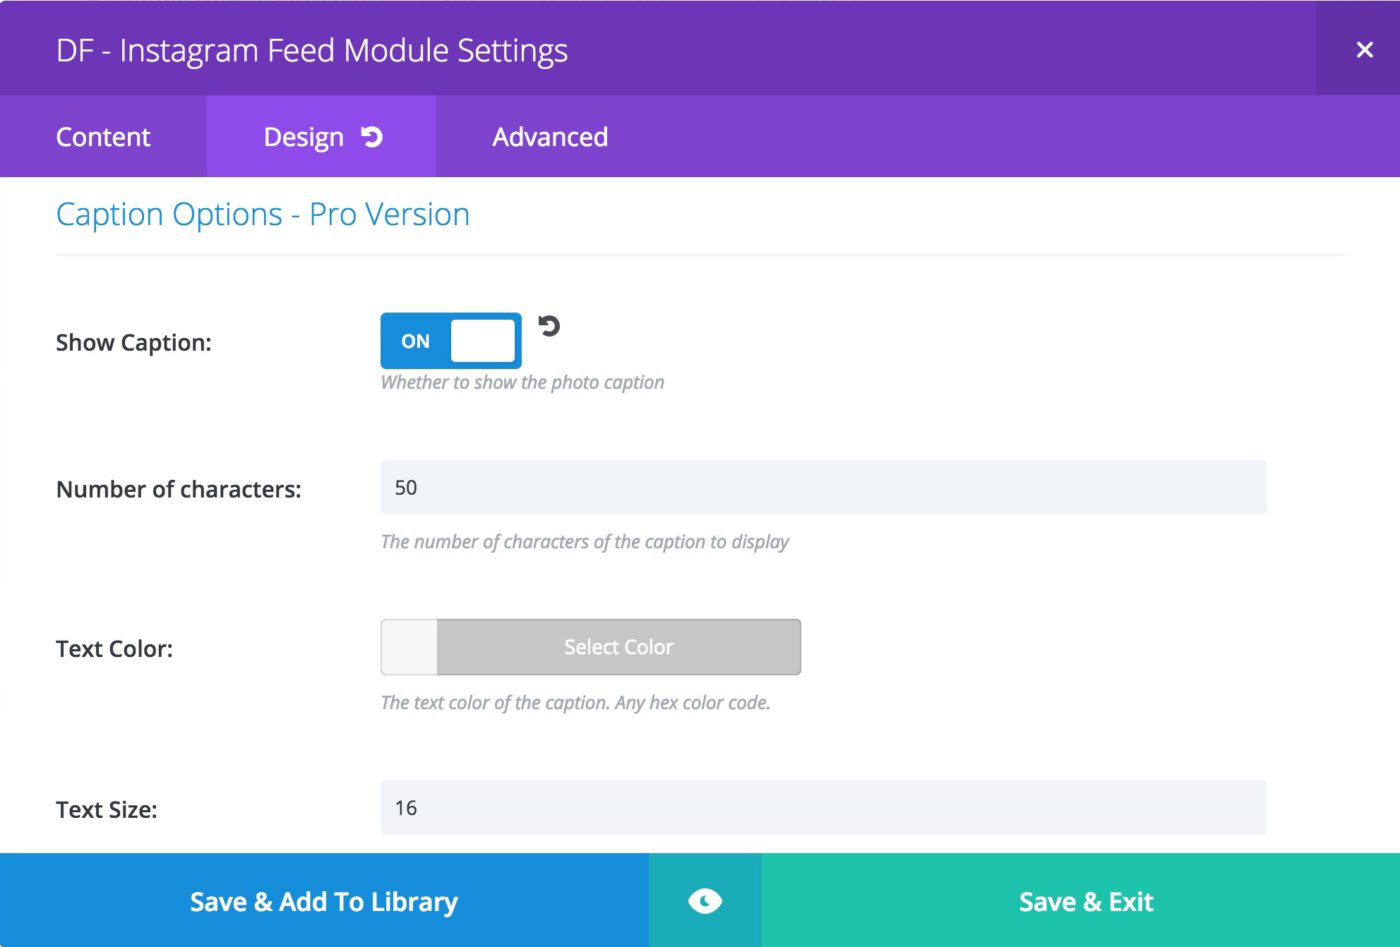 DF - Instagram Feed Module Settings
Content
Design
Advanced
Caption Options - Pro Version
Show Caption:
ON
Whether to show the photo caption
Number of characters:
50
The number of characters of the caption to display
Text Color:
Select Color
The text color of the caption. Any hex color code.
Text Size:
16
Save & Add To Library
Save & Exit